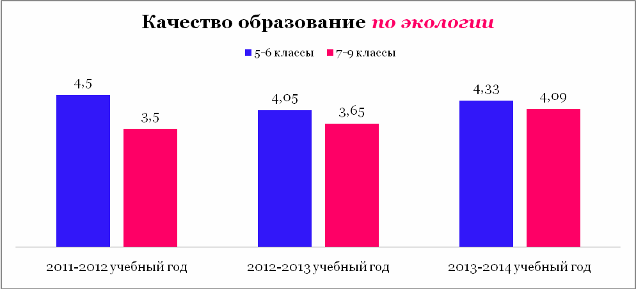 Качество образование по экологии
5-6 классы 7-9 классы
4,5 3,5 4,05 3,65 4,33 4,09
2011-2012 учебный год 2012-2013 учебный год 2013-2014 учебный год